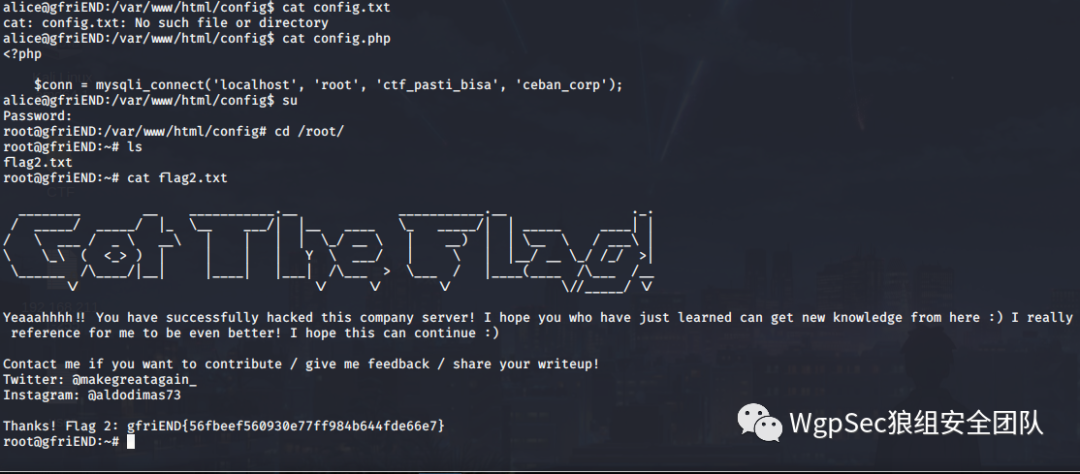 alice@gfriEND:/var/www/html/config$ cat config.txt
cat: config.txt: No such file or directory
alice@gfriEND:/var/www/html/config$ cat config.php
<?php
$conn = mysqli_connect('localhost', 'root', 'ctf_pasti_bisa', 'ceban_corp');
alice@gfriEND:/var/www/html/config$ su
Password:
root@gfriEND:/var/www/html/config# cd /root/
root@gfriEND:~# ls
flag2.txt
root@gfriEND:~# cat flag2.txt
Got The Flag!
Yeaaahhhh!! You have successfully hacked this company server! I hope you who have just learned can get new knowledge from here :) I really
reference for me to be even better! I hope this can continue :)
Contact me if you want to contribute / give me feedback / share your writeup!
Twitter: @makegreatagain_
Instagram: @aldodimas73
Thanks! Flag 2: gfriEND{56fbeef560930e77ff984b644fde66e7}
root@gfriEND:~#
WgpSec狼组安全团队